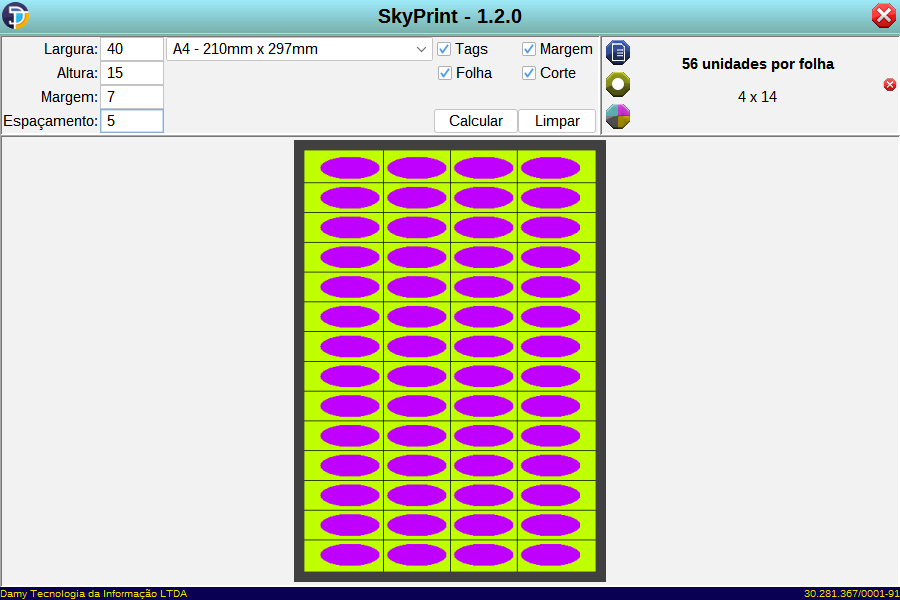 SkyPrint - 1.2.0
Largura: 40 A4 - 210mm x 297mm Tags Margem
Altura: 15 Folha Corte
Margem: 7
Espaçamento: 5 Calcular Limpar
56 unidades por folha
4 x 14
Damy Tecnologia da Informação LTDA 30.281.367/0001-91